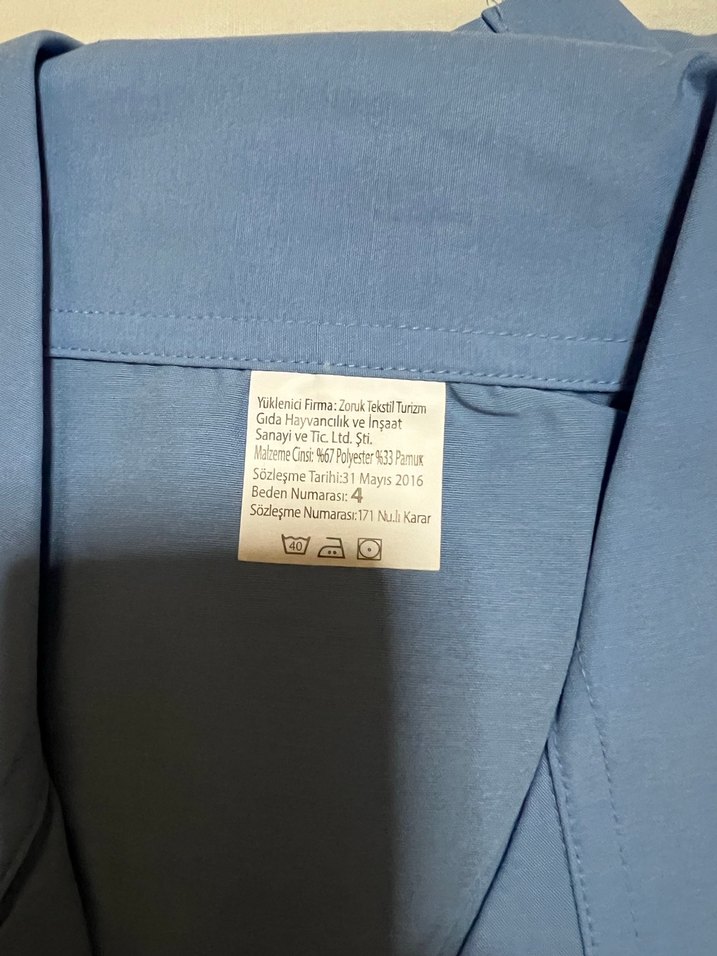 Yüklenici Firma: Zoruk Tekstil Turizm
Gıda Hayvancılık ve İnşaat
Sanayi ve Tic. Ltd. Şti.
Malzeme Cinsi: %67 Polyester %33 Pamuk
Sözleşme Tarihi:31 Mayıs 2016
Beden Numarası: 4
Sözleşme Numarası:171 Nu.lı Karar
40